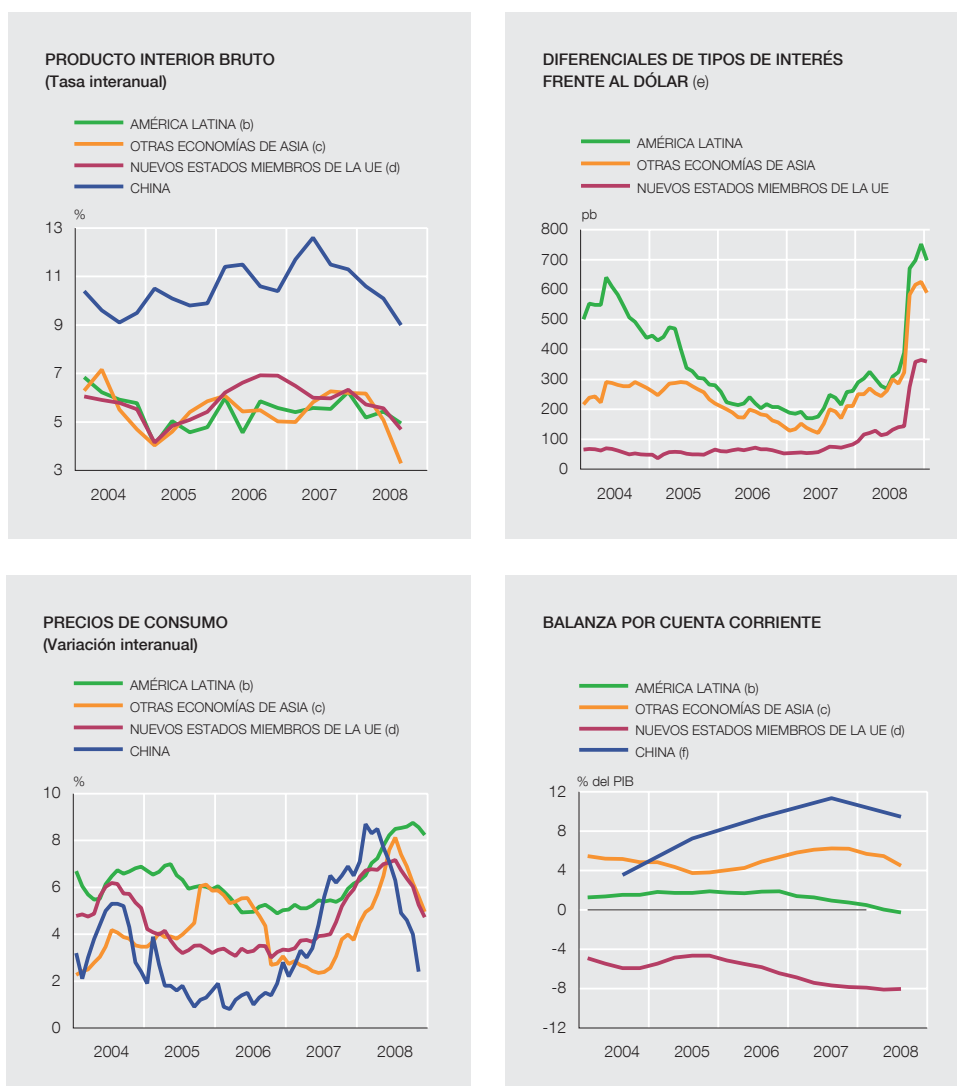 PRODUCTO INTERIOR BRUTO
(Tasa interanual)
AMÉRICA LATINA (b)
OTRAS ECONOMÍAS DE ASIA (c)
NUEVOS ESTADOS MIEMBROS DE LA UE (d)
CHINA
%
13
11
9
7
5
3
2004 2005 2006 2007 2008
DIFERENCIALES DE TIPOS DE INTERÉS
FRENTE AL DÓLAR (e)
AMÉRICA LATINA
OTRAS ECONOMÍAS DE ASIA
NUEVOS ESTADOS MIEMBROS DE LA UE
pb
800
700
600
500
400
300
200
100
0
2004 2005 2006 2007 2008
PRECIOS DE CONSUMO
(Variación interanual)
AMÉRICA LATINA (b)
OTRAS ECONOMÍAS DE ASIA (c)
NUEVOS ESTADOS MIEMBROS DE LA UE (d)
CHINA
%
10
8
6
4
2
0
2004 2005 2006 2007 2008
BALANZA POR CUENTA CORRIENTE
AMÉRICA LATINA (b)
OTRAS ECONOMÍAS DE ASIA (c)
NUEVOS ESTADOS MIEMBROS DE LA UE (d)
CHINA (f)
% del PIB
12
8
4
0
-4
-8
-12
2004 2005 2006 2007 2008